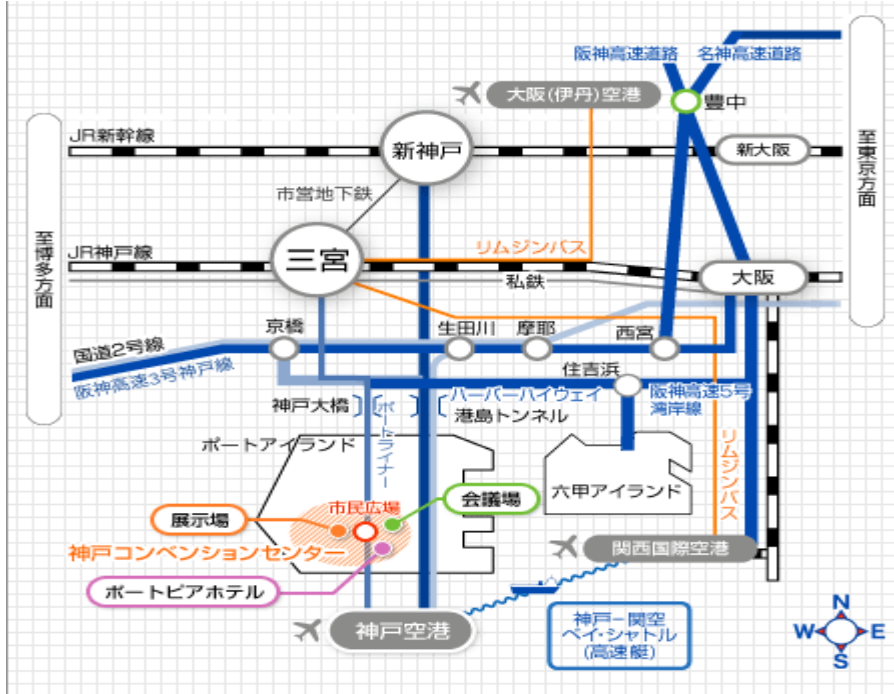 阪神高速道路
名神高速道路
大阪(伊丹)空港
豊中
至東京方面
至博多方面
JR新幹線
新神戸
新大阪
市営地下鉄
リムジンバス
JR神戸線
三宮
私鉄
大阪
京橋
生田川
摩耶
西宮
国道2号線
阪神高速3号神戸線
住吉浜
神戸大橋
ポートライナー
ハーバーハイウェイ
港島トンネル
阪神高速5号
湾岸線
リムジンバス
ポートアイランド
六甲アイランド
市民広場
会議場
展示場
神戸コンベンションセンター
ポートピアホテル
関西国際空港
神戸空港
神戸-関空
ベイ・シャトル
(高速艇)
N
W
E
S